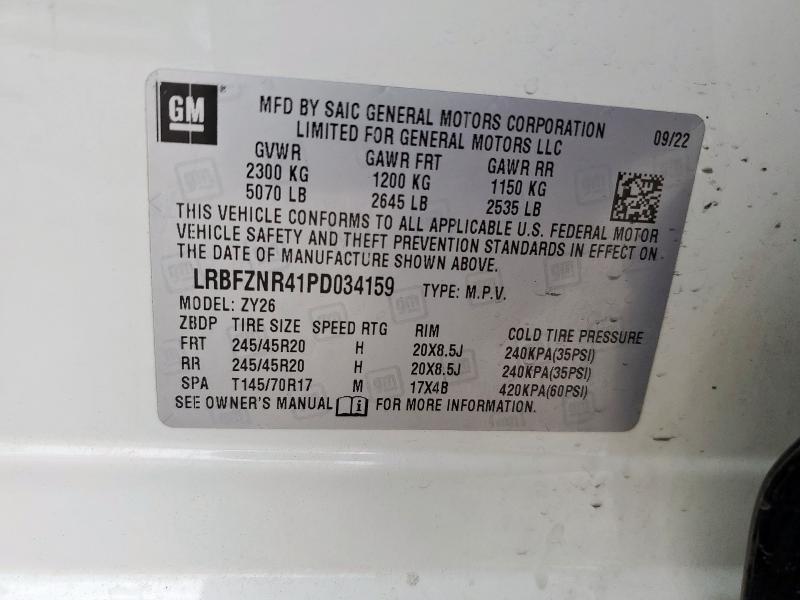 GM
MFD BY SAIC GENERAL MOTORS CORPORATION
LIMITED FOR GENERAL MOTORS LLC
09/22
GVWR GAWR FRT GAWR RR
2300 KG 1200 KG 1150 KG
5070 LB 2645 LB 2535 LB
THIS VEHICLE CONFORMS TO ALL APPLICABLE U.S. FEDERAL MOTOR
VEHICLE SAFETY AND THEFT PREVENTION STANDARDS IN EFFECT ON
THE DATE OF MANUFACTURE SHOWN ABOVE.
LRBFZNR41PD034159 TYPE: M.P.V.
MODEL: ZY26
ZBDP TIRE SIZE SPEED RTG RIM COLD TIRE PRESSURE
FRT 245/45R20 H 20X8.5J 240KPA(35PSI)
RR 245/45R20 H 20X8.5J 240KPA(35PSI)
SPA T145/70R17 M 17X4B 420KPA(60PSI)
SEE OWNER'S MANUAL i FOR MORE INFORMATION.